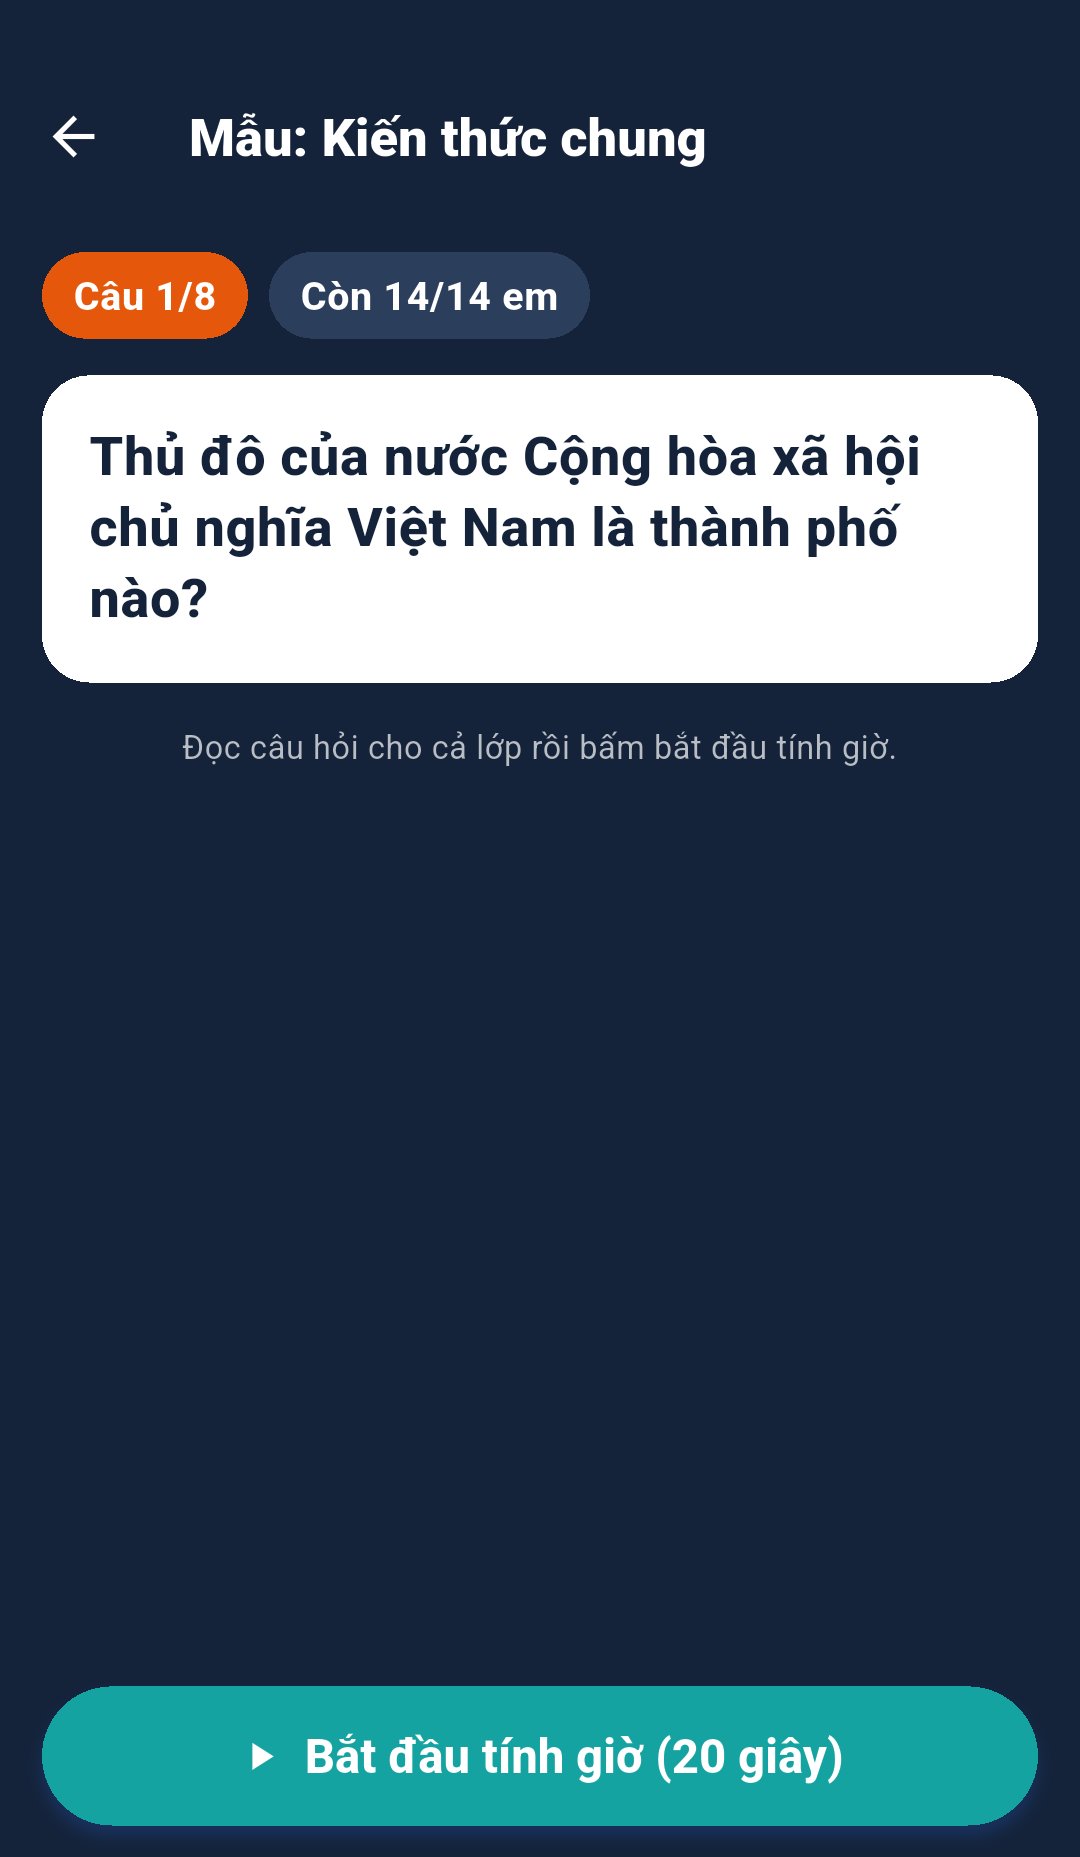 Mẫu: Kiến thức chung
Câu 1/8
Còn 14/14 em
Thủ đô của nước Cộng hòa xã hội
chủ nghĩa Việt Nam là thành phố
nào?
Đọc câu hỏi cho cả lớp rồi bấm bắt đầu tính giờ.
Bắt đầu tính giờ (20 giây)